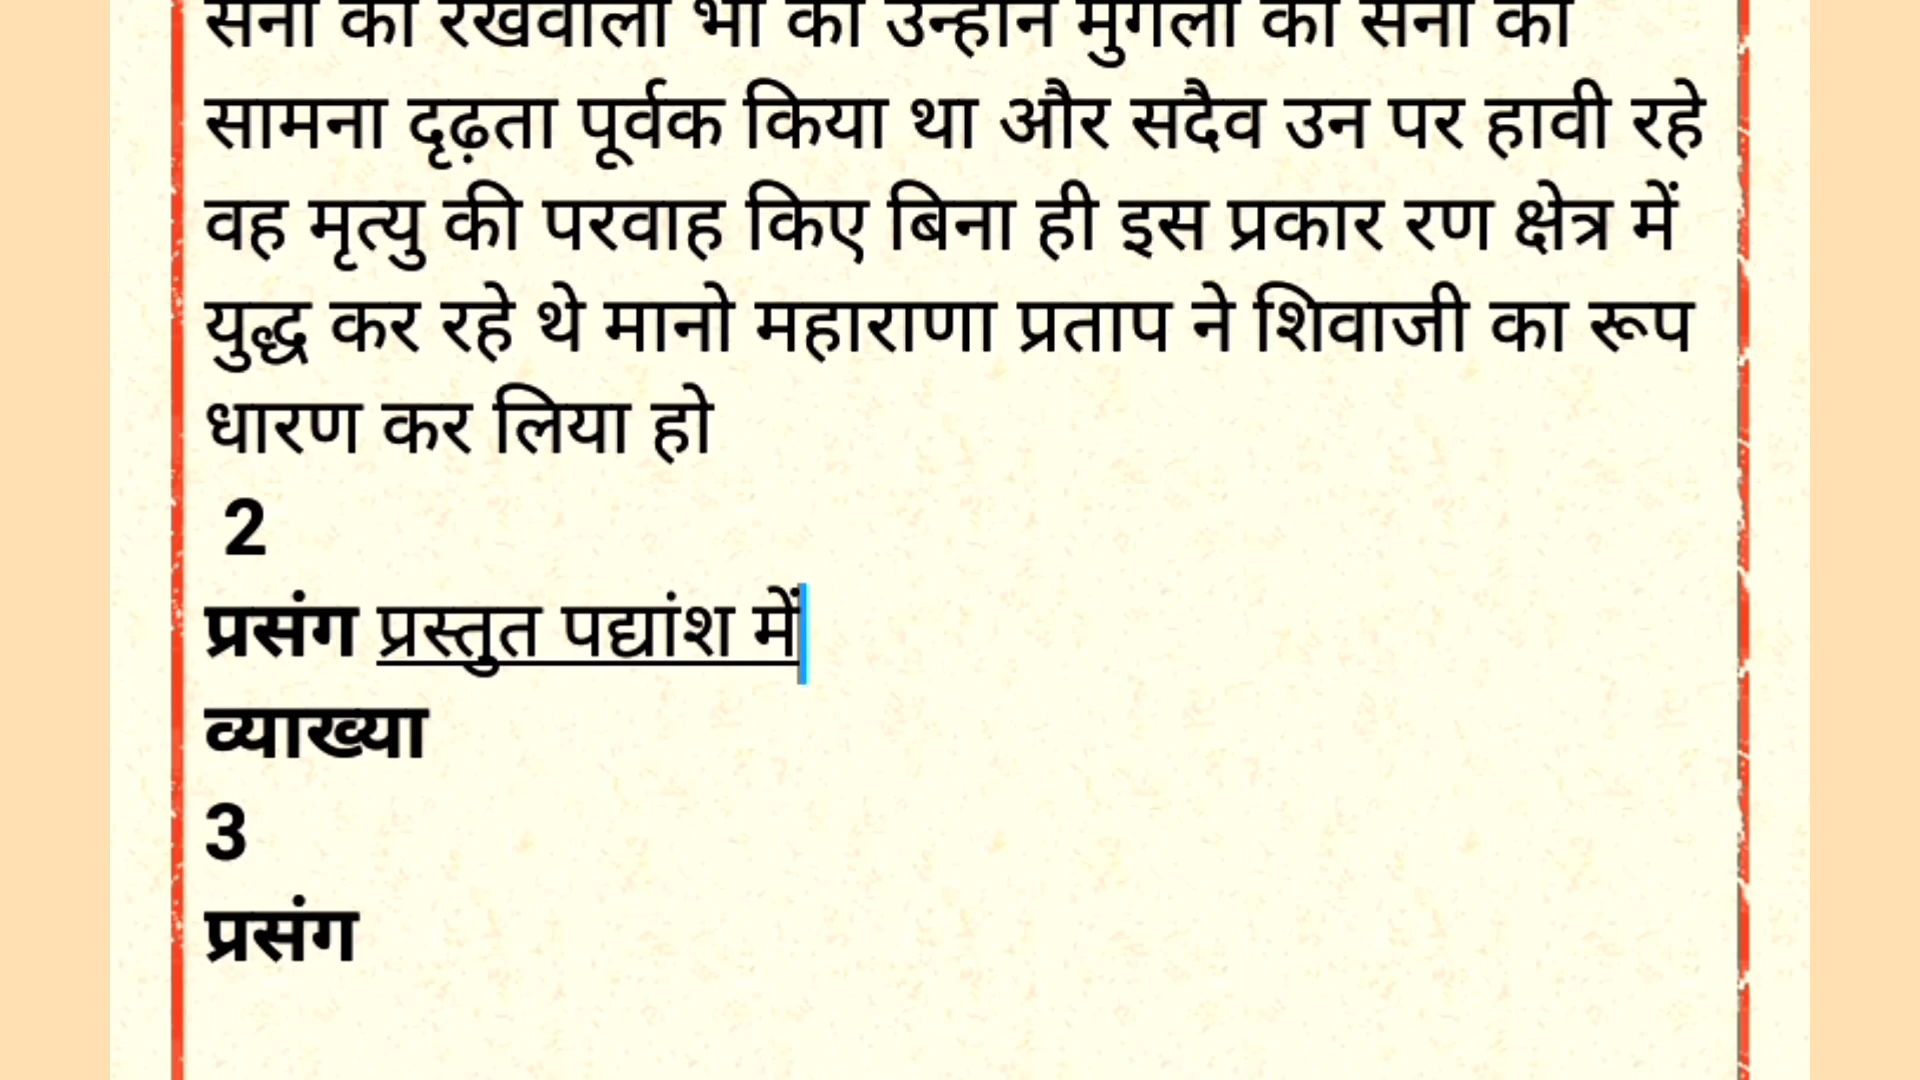 सामना दृढ़ता पूर्वक किया था और सदैव उन पर हावी रहे
वह मृत्यु की परवाह किए बिना ही इस प्रकार रण क्षेत्र में
युद्ध कर रहे थे मानो महाराणा प्रताप ने शिवाजी का रूप
धारण कर लिया हो
2
प्रसंग प्रस्तुत पद्यांश में
व्याख्या
3
प्रसंग